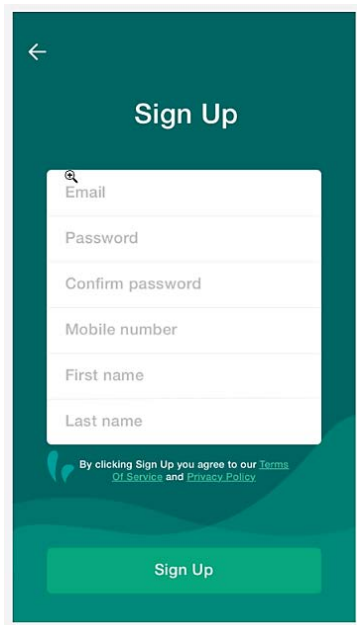 Sign Up
Email
Password
Confirm password
Mobile number
First name
Last name
By clicking Sign Up you agree to our Terms
Of Service and Privacy Policy
Sign Up